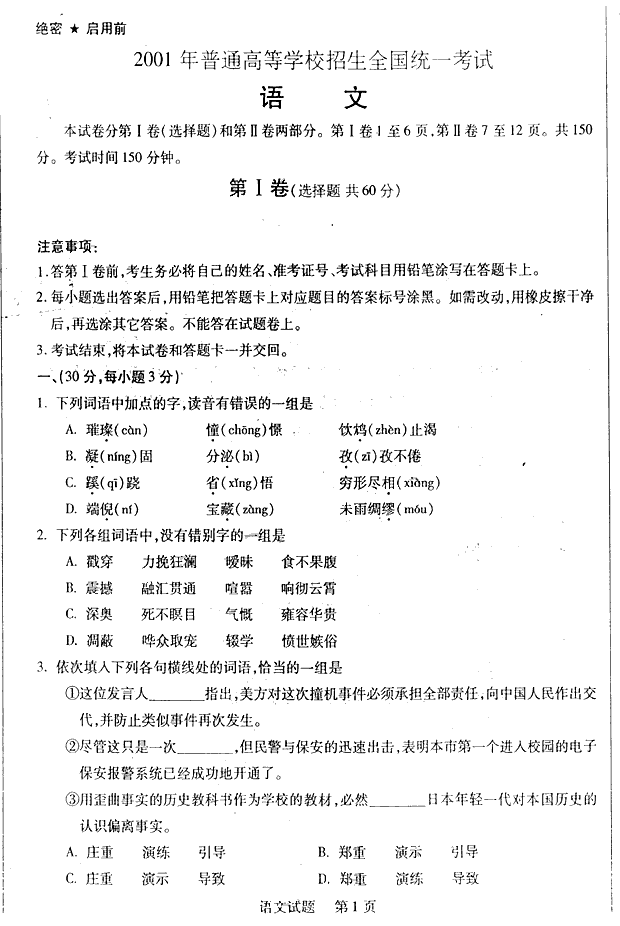 绝密 ★ 启用前
2001 年普通高等学校招生全国统一考试
语 文
本试卷分第Ⅰ卷(选择题)和第Ⅱ卷两部分。第Ⅰ卷 1 至 6 页,第Ⅱ卷 7 至 12 页。共 150
分。考试时间 150 分钟。
第Ⅰ卷(选择题 共 60 分)
注意事项:
1. 答第Ⅰ卷前,考生务必将自己的姓名、准考证号、考试科目用铅笔涂写在答题卡上。
2. 每小题选出答案后,用铅笔把答题卡上对应题目的答案标号涂黑。如需改动,用橡皮擦干净
后,再选涂其它答案。不能答在试题卷上。
3. 考试结束,将本试卷和答题卡一并交回。
一、(30 分,每小题 3 分)
1. 下列词语中加点的字,读音有错误的一组是
A. 璀璨(càn) 憧(chōng)憬 饮鸩(zhèn)止渴
B. 凝(níng)固 分泌(bì) 孜(zī)孜不倦
C. 蹊(qī)跷 省(xǐng)悟 穷形尽相(xiàng)
D. 端倪(ní) 宝藏(zàng) 未雨绸缪(móu)
2. 下列各组词语中,没有错别字的一组是
A. 戳穿 力挽狂澜 暧昧 食不果腹
B. 震撼 融汇贯通 喧嚣 响彻云霄
C. 深奥 死不瞑目 气慨 雍容华贵
D. 凋蔽 哗众取宠 辍学 愤世嫉俗
3. 依次填入下列各句横线处的词语,恰当的一组是
①这位发言人________指出,美方对这次撞机事件必须承担全部责任,向中国人民作出交
代,并防止类似事件再次发生。
②尽管这只是一次________,但民警与保安的迅速出击,表明本市第一个进入校园的电子
保安报警系统已经成功地开通了。
③用歪曲事实的历史教科书作为学校的教材,必然________日本年轻一代对本国历史的
认识偏离事实。
A. 庄重 演练 引导 B. 郑重 演示 引导
C. 庄重 演示 导致 D. 郑重 演练 导致
语文试题 第 1 页